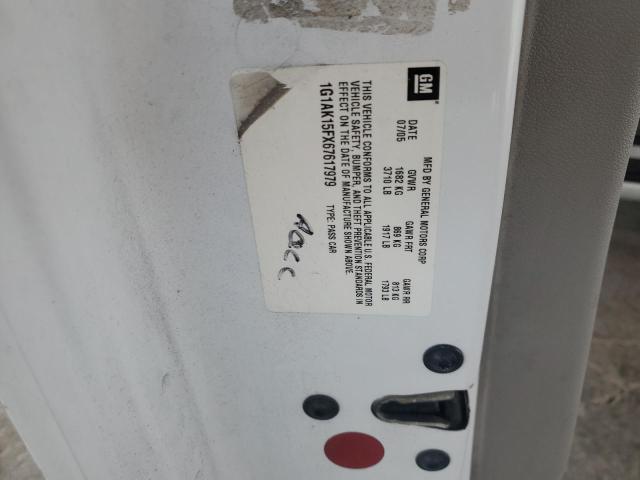 GM
MFD BY GENERAL MOTORS CORP
DATE GVWR GAWR FRT GAWR RR
07/05 1682 KG 869 KG 813 KG
3710 LB 1917 LB 1793 LB
THIS VEHICLE CONFORMS TO ALL APPLICABLE U.S. FEDERAL MOTOR
VEHICLE SAFETY, BUMPER, AND THEFT PREVENTION STANDARDS IN
EFFECT ON THE DATE OF MANUFACTURE SHOWN ABOVE.
1G1AK15FX67617979 TYPE: PASS CAR